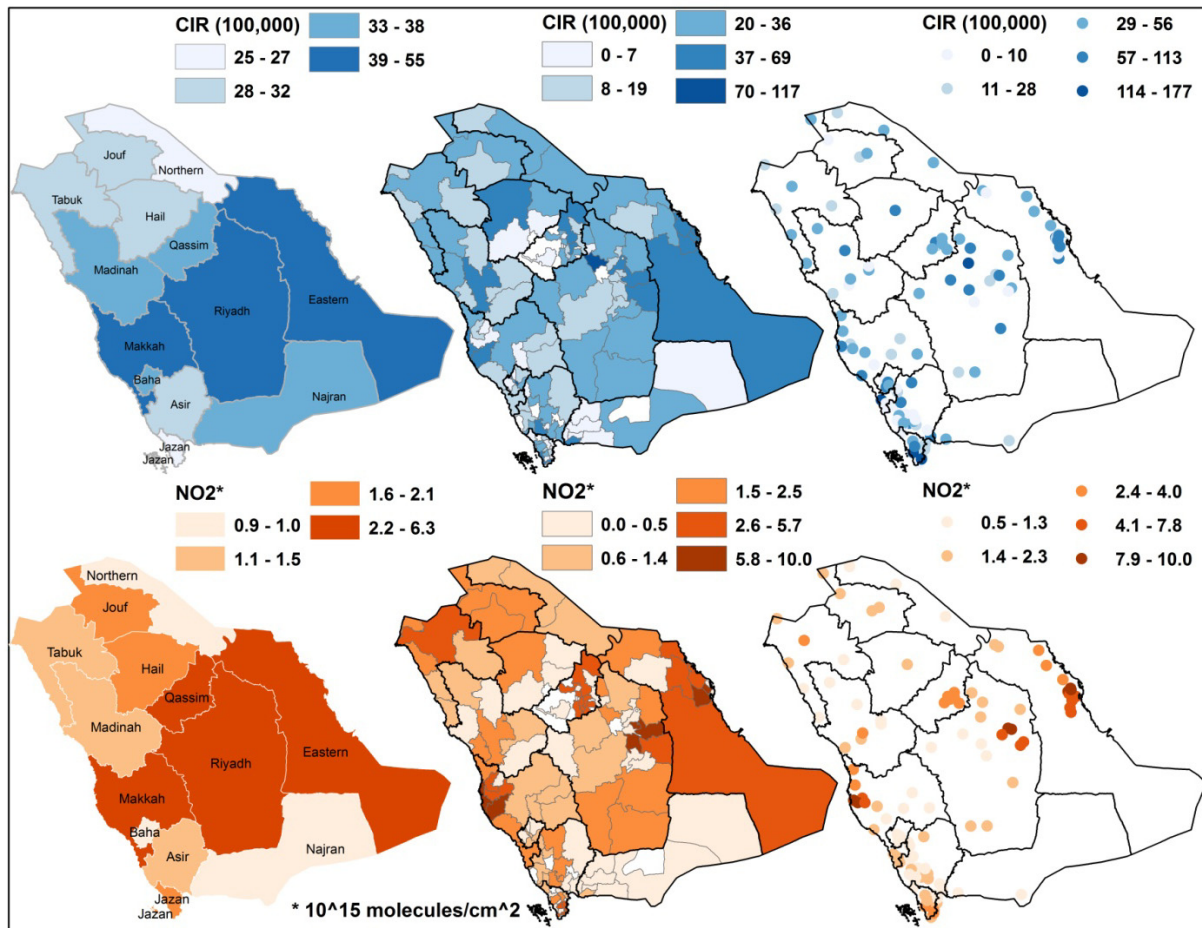 CIR (100,000)
25 - 27
28 - 32
33 - 38
39 - 55
CIR (100,000)
0 - 7
8 - 19
20 - 36
37 - 69
70 - 117
CIR (100,000)
0 - 10
11 - 28
29 - 56
57 - 113
114 - 177
Jouf
Northern
Tabuk
Hail
Qassim
Madinah
Riyadh
Eastern
Makkah
Baha
Asir
Najran
Jazan
Jazan
NO2*
0.9 - 1.0
1.1 - 1.5
1.6 - 2.1
2.2 - 6.3
NO2*
0.0 - 0.5
0.6 - 1.4
1.5 - 2.5
2.6 - 5.7
5.8 - 10.0
NO2*
0.5 - 1.3
1.4 - 2.3
2.4 - 4.0
4.1 - 7.8
7.9 - 10.0
Northern
Jouf
Tabuk
Hail
Qassim
Madinah
Riyadh
Eastern
Makkah
Baha
Asir
Najran
Jazan
Jazan
* 10^15 molecules/cm^2